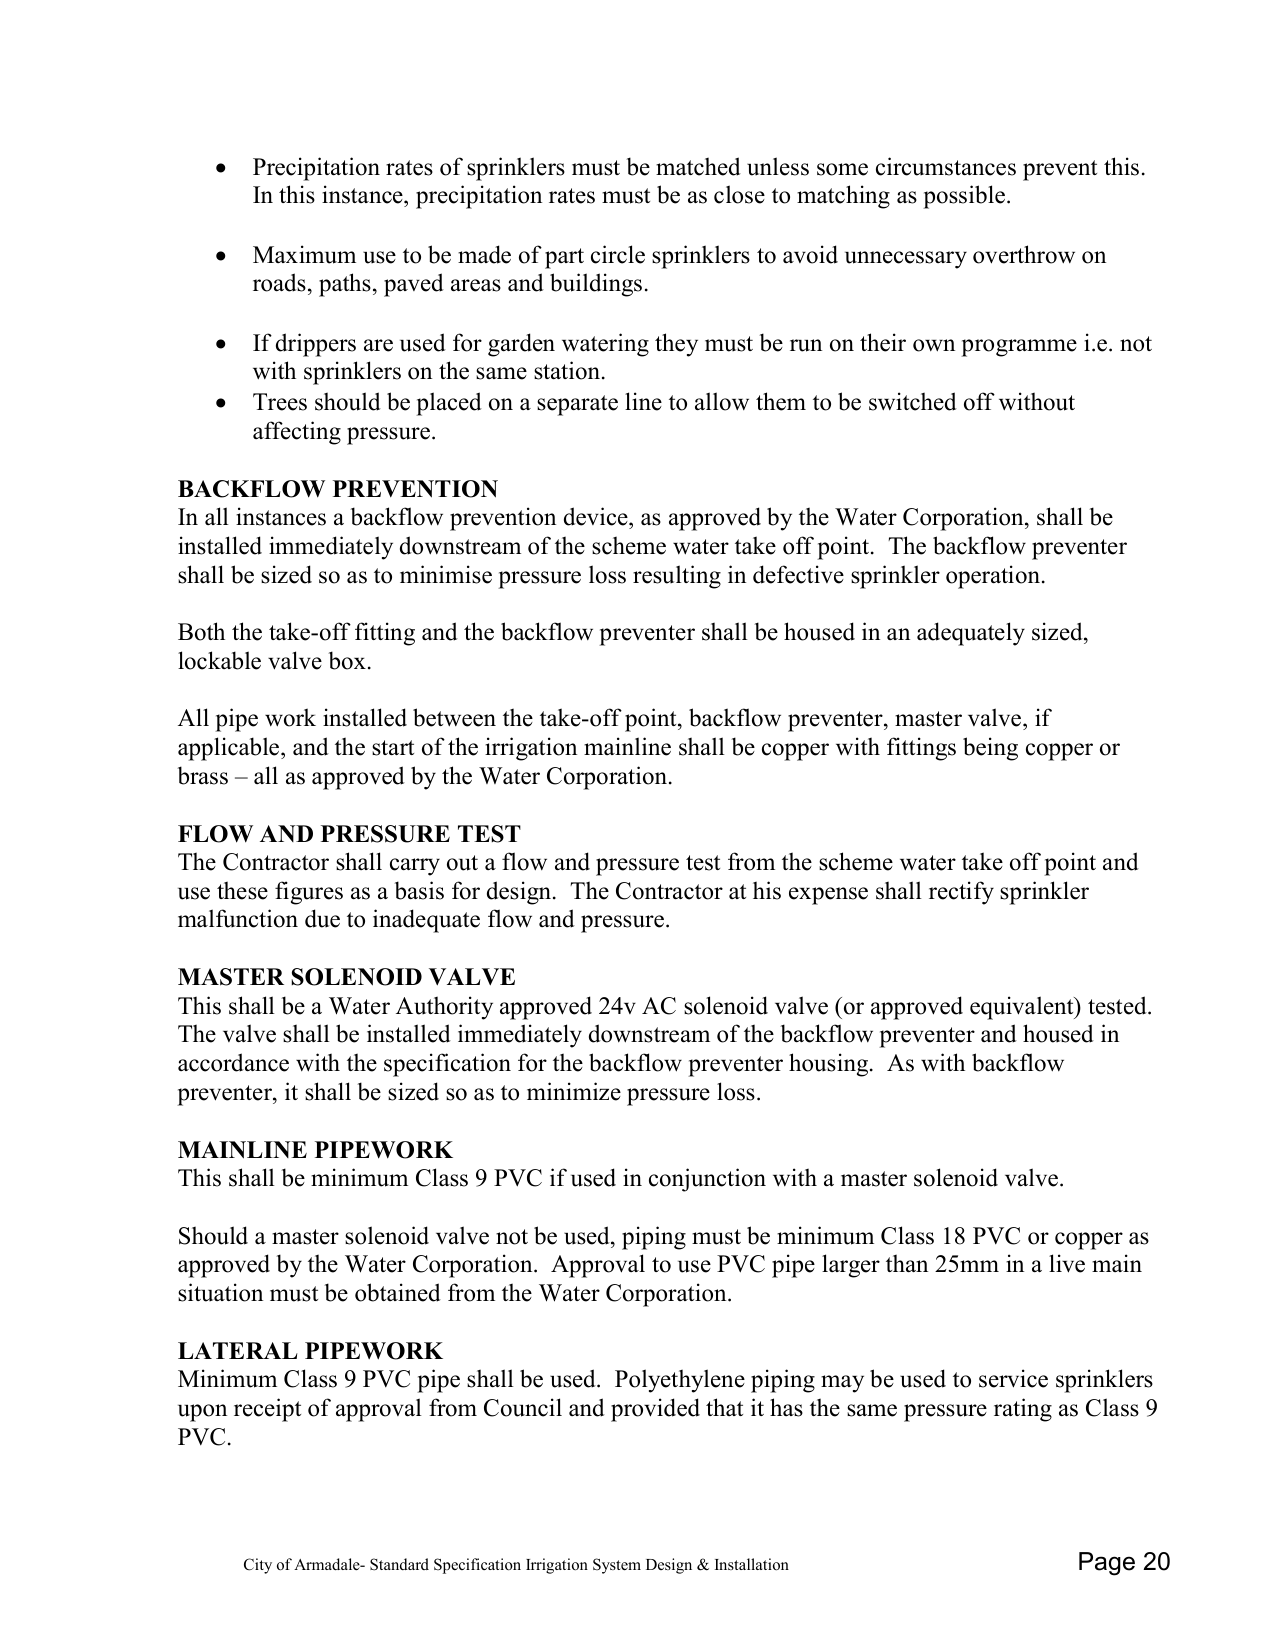 • Precipitation rates of sprinklers must be matched unless some circumstances prevent this.
In this instance, precipitation rates must be as close to matching as possible.
• Maximum use to be made of part circle sprinklers to avoid unnecessary overthrow on
roads, paths, paved areas and buildings.
• If drippers are used for garden watering they must be run on their own programme i.e. not
with sprinklers on the same station.
• Trees should be placed on a separate line to allow them to be switched off without
affecting pressure.
BACKFLOW PREVENTION
In all instances a backflow prevention device, as approved by the Water Corporation, shall be
installed immediately downstream of the scheme water take off point.  The backflow preventer
shall be sized so as to minimise pressure loss resulting in defective sprinkler operation.
Both the take-off fitting and the backflow preventer shall be housed in an adequately sized,
lockable valve box.
All pipe work installed between the take-off point, backflow preventer, master valve, if
applicable, and the start of the irrigation mainline shall be copper with fittings being copper or
brass – all as approved by the Water Corporation.
FLOW AND PRESSURE TEST
The Contractor shall carry out a flow and pressure test from the scheme water take off point and
use these figures as a basis for design.  The Contractor at his expense shall rectify sprinkler
malfunction due to inadequate flow and pressure.
MASTER SOLENOID VALVE
This shall be a Water Authority approved 24v AC solenoid valve (or approved equivalent) tested.
The valve shall be installed immediately downstream of the backflow preventer and housed in
accordance with the specification for the backflow preventer housing.  As with backflow
preventer, it shall be sized so as to minimize pressure loss.
MAINLINE PIPEWORK
This shall be minimum Class 9 PVC if used in conjunction with a master solenoid valve.
Should a master solenoid valve not be used, piping must be minimum Class 18 PVC or copper as
approved by the Water Corporation.  Approval to use PVC pipe larger than 25mm in a live main
situation must be obtained from the Water Corporation.
LATERAL PIPEWORK
Minimum Class 9 PVC pipe shall be used.  Polyethylene piping may be used to service sprinklers
upon receipt of approval from Council and provided that it has the same pressure rating as Class 9
PVC.
City of Armadale- Standard Specification Irrigation System Design & Installation Page 20